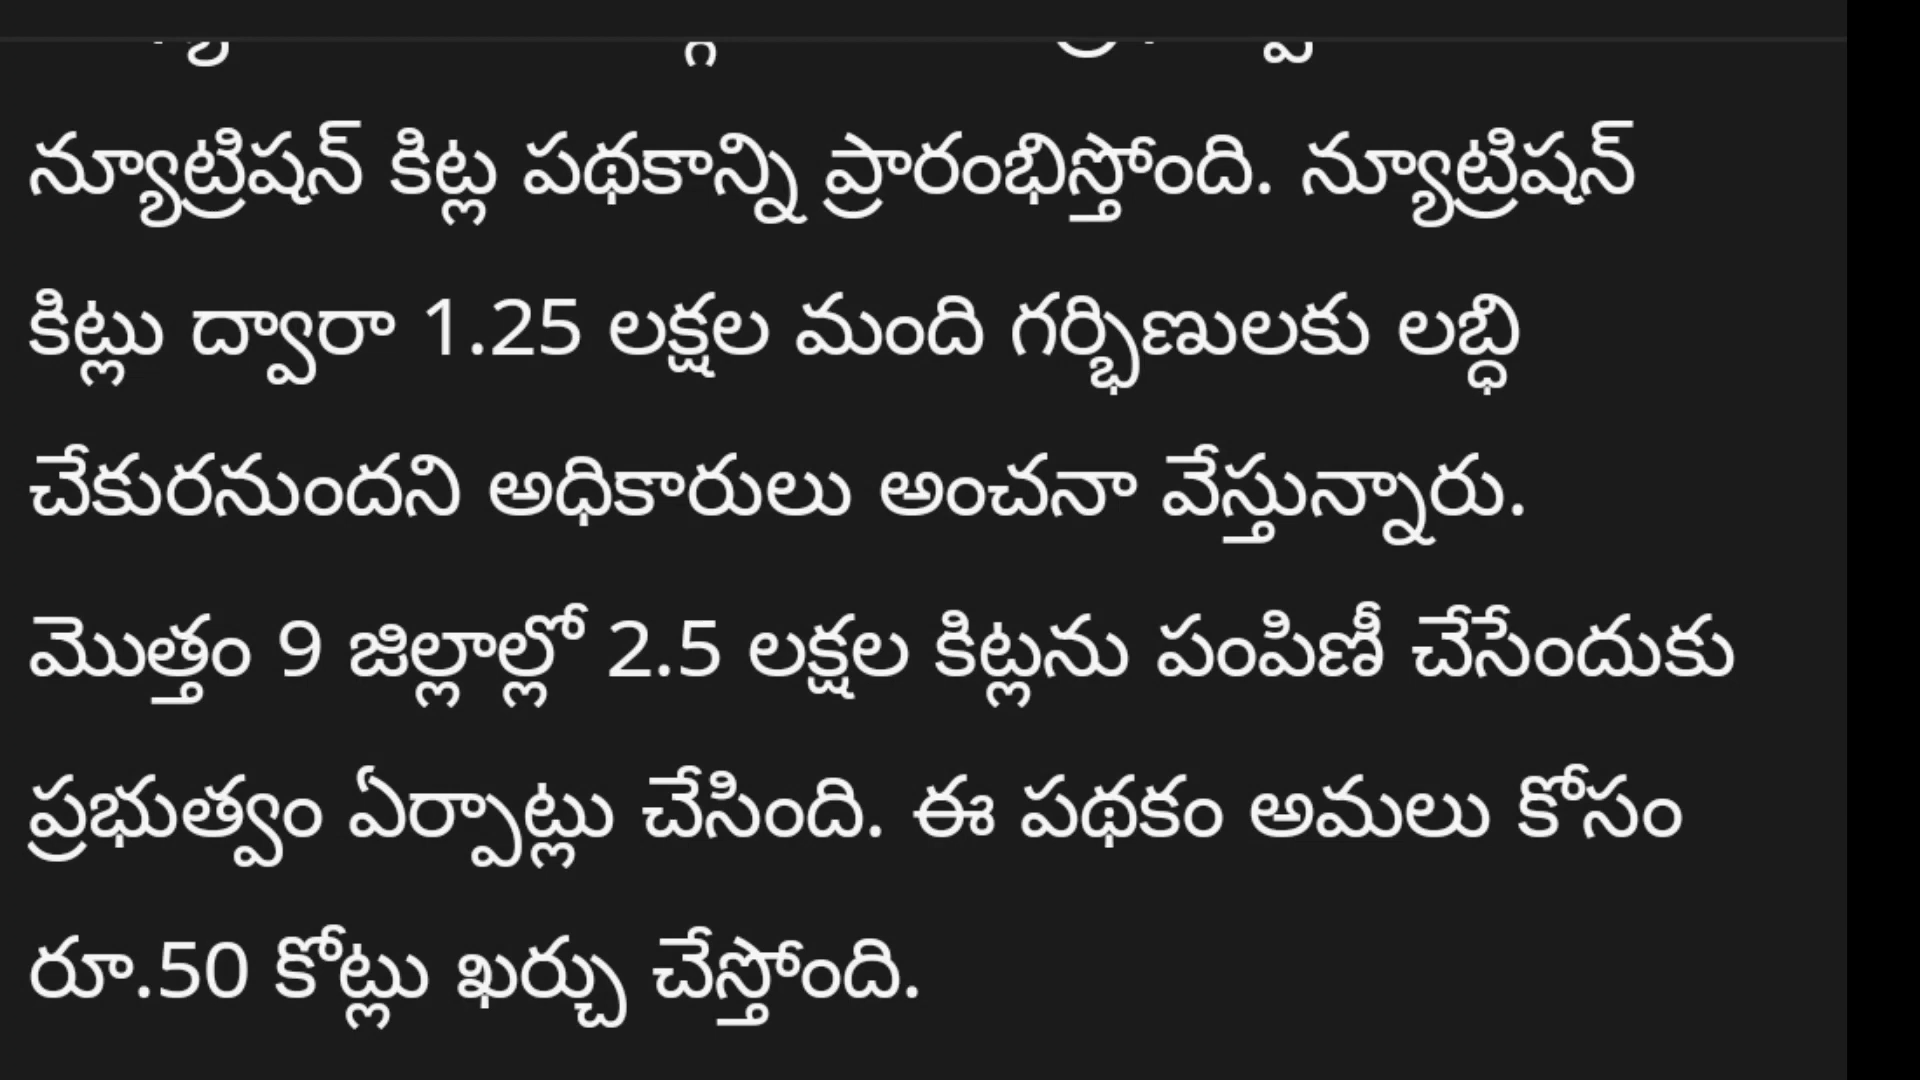 న్యూట్రిషన్ కిట్ల పథకాన్ని ప్రారంభిస్తోంది. న్యూట్రిషన్
కిట్లు ద్వారా 1.25 లక్షల మంది గర్భిణులకు లబ్ధి
చేకురనుందని అధికారులు అంచనా వేస్తున్నారు.
మొత్తం 9 జిల్లాల్లో 2.5 లక్షల కిట్లను పంపిణీ చేసేందుకు
ప్రభుత్వం ఏర్పాట్లు చేసింది. ఈ పథకం అమలు కోసం
రూ.50 కోట్లు ఖర్చు చేస్తోంది.